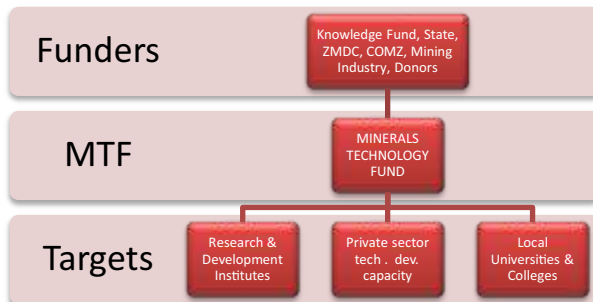 Funders
Knowledge Fund, State,
ZMDC, COMZ, Mining
Industry, Donors
MTF
MINERALS
TECHNOLOGY
FUND
Targets
Research &
Development
Institutes
Private sector
tech . dev.
capacity
Local
Universities &
Colleges